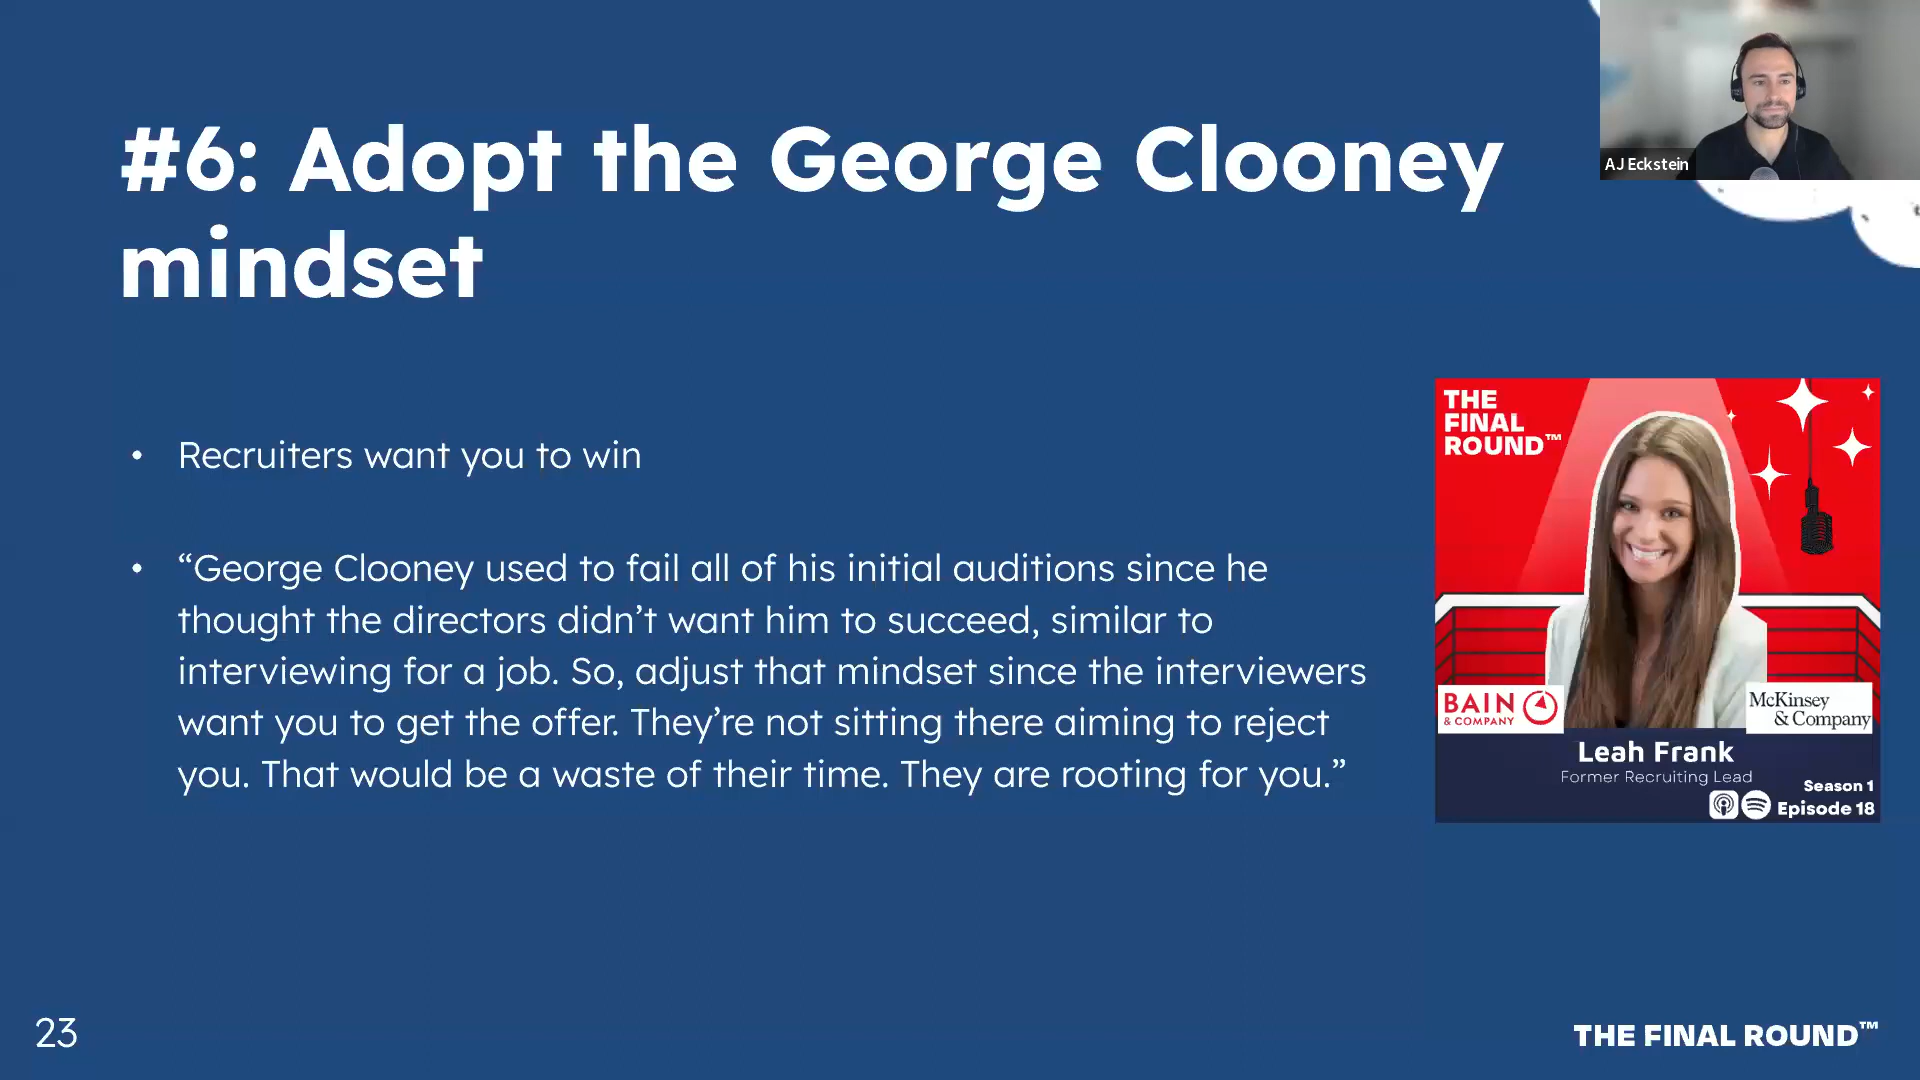 AJ Eckstein
#6: Adopt the George Clooney
mindset
• Recruiters want you to win
• “George Clooney used to fail all of his initial auditions since he
thought the directors didn’t want him to succeed, similar to
interviewing for a job. So, adjust that mindset since the interviewers
want you to get the offer. They’re not sitting there aiming to reject
you. That would be a waste of their time. They are rooting for you.”
THE
FINAL
ROUND™
BAIN
& COMPANY
McKinsey
& Company
Leah Frank
Former Recruiting Lead
Season 1
Episode 18
23
THE FINAL ROUND™